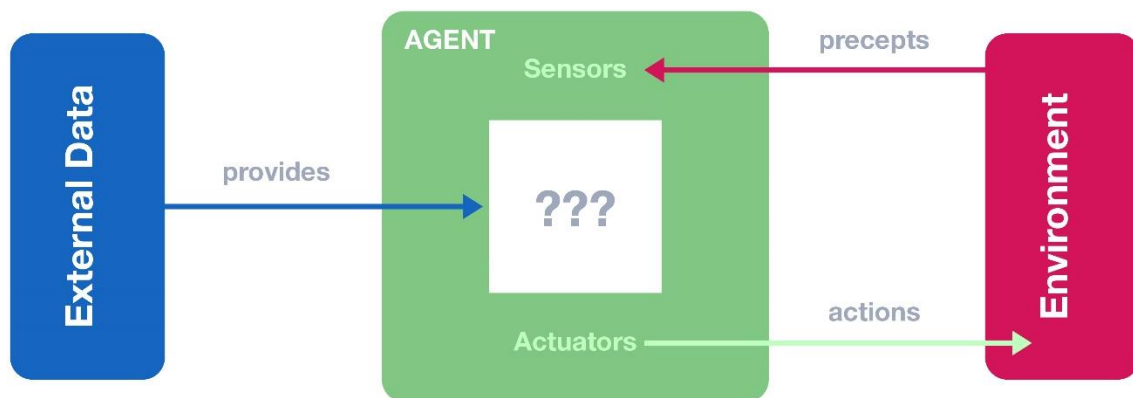 External Data
provides
AGENT
Sensors
???
Actuators
precepts
actions
Environment